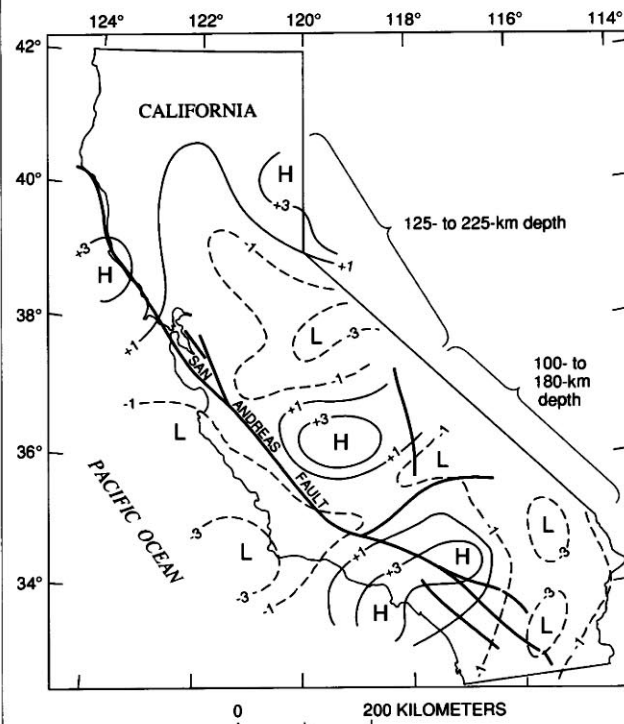 124° 122° 120° 118° 116° 114°
42°
CALIFORNIA
H
40°
+3
125- to 225-km depth
+3
-1
+1
H
38°
L
-3
100- to
180-km
depth
+1
SAN
-1
-1
+1
+3
L
ANDREAS
H
+1
-1
L
36°
PACIFIC OCEAN
FAULT
-1
L
-3
-3
L
+1
H
34°
-3
-1
+3
-3
H
L
-1
-1
0 200 KILOMETERS